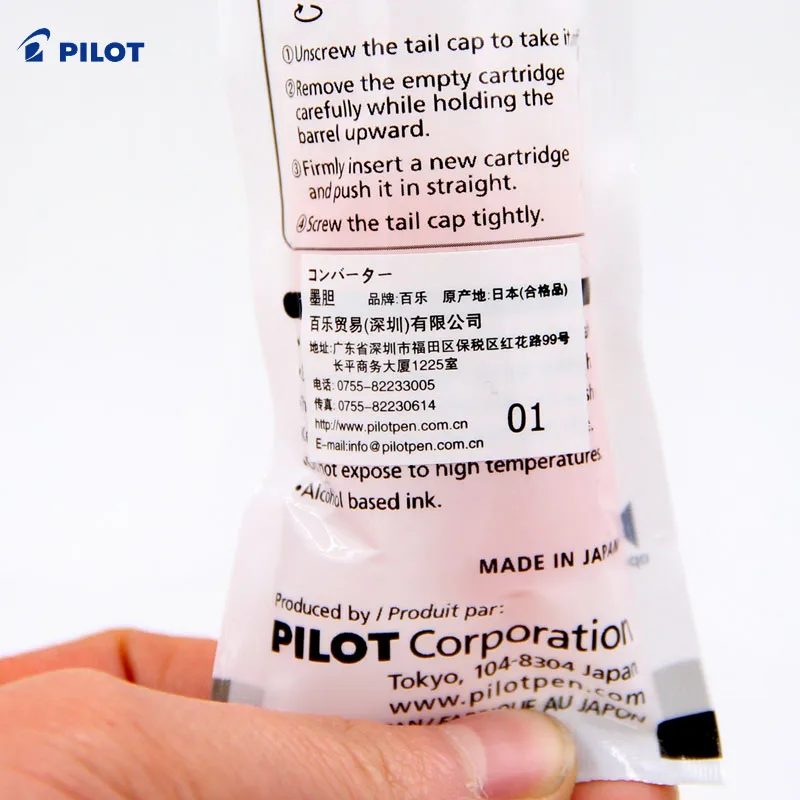 PILOT
①Unscrew the tail cap to take it
②Remove the empty cartridge
carefully while holding the
barrel upward.
③Firmly insert a new cartridge
and push it in straight.
④Screw the tail cap tightly.
コンバーター
墨胆 品牌:百乐 原产地:日本(合格品)
百乐贸易(深圳)有限公司
地址:广东省深圳市福田区保税区红花路99号
长平商务大厦1225室
电话: 0755-82233005
传真: 0755-82230614
http://www.pilotpen.com.cn
E-mail:info@pilotpen.com.cn
01
not expose to high temperatures.
•Alcohol based ink.
MADE IN JAPAN
Produced by / Produit par:
PILOT Corporation
Tokyo, 104-8304 Japan
www.pilotpen.com
AU JAPON